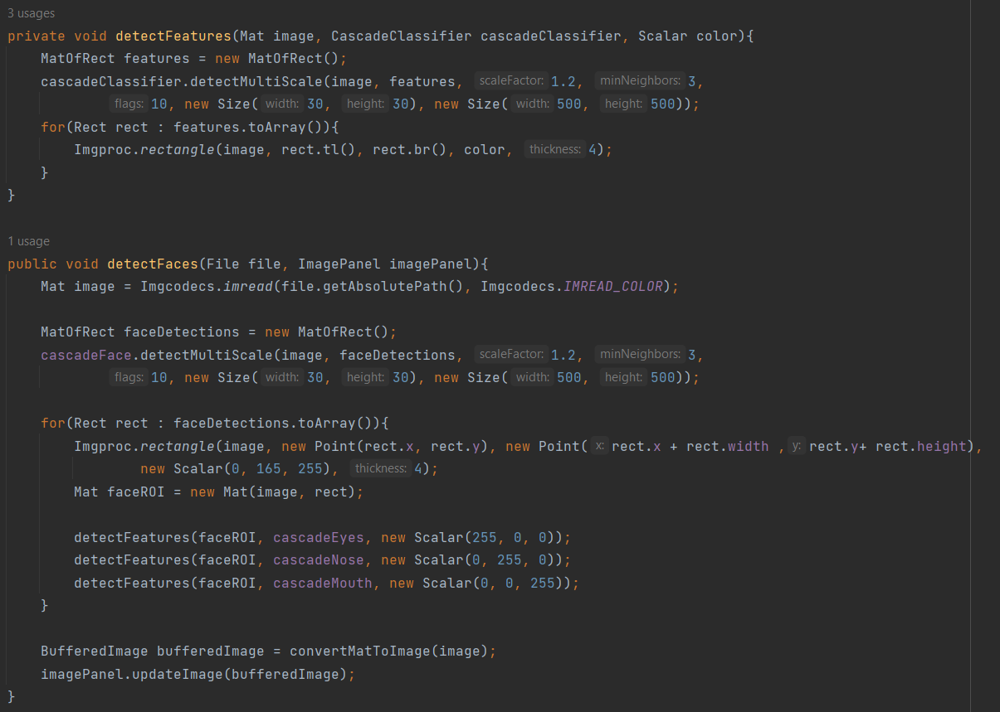 3 usages
private void detectFeatures(Mat image, CascadeClassifier cascadeClassifier, Scalar color){
MatOfRect features = new MatOfRect();
cascadeClassifier.detectMultiScale(image, features, scaleFactor: 1.2, minNeighbors: 3,
flags: 10, new Size( width: 30, height: 30), new Size( width: 500, height: 500));
for(Rect rect : features.toArray()){
Imgproc.rectangle(image, rect.tl(), rect.br(), color, thickness: 4);
}
}
1 usage
public void detectFaces(File file, ImagePanel imagePanel){
Mat image = Imgcodecs.imread(file.getAbsolutePath(), Imgcodecs.IMREAD_COLOR);
MatOfRect faceDetections = new MatOfRect();
cascadeFace.detectMultiScale(image, faceDetections, scaleFactor: 1.2, minNeighbors: 3,
flags: 10, new Size( width: 30, height: 30), new Size( width: 500, height: 500));
for(Rect rect : faceDetections.toArray()){
Imgproc.rectangle(image, new Point(rect.x, rect.y), new Point( x: rect.x + rect.width , y: rect.y+ rect.height),
new Scalar(0, 165, 255), thickness: 4);
Mat faceROI = new Mat(image, rect);
detectFeatures(faceROI, cascadeEyes, new Scalar(255, 0, 0));
detectFeatures(faceROI, cascadeNose, new Scalar(0, 255, 0));
detectFeatures(faceROI, cascadeMouth, new Scalar(0, 0, 255));
}
BufferedImage bufferedImage = convertMatToImage(image);
imagePanel.updateImage(bufferedImage);
}